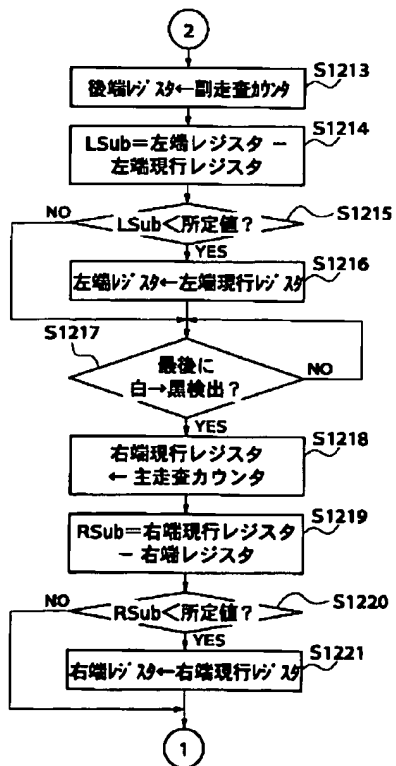 2
S1213
後端レジスタ←副走査カウンタ
S1214
LSub=左端レジスタ －
左端現行レジスタ
S1215
NO
LSub<所定値？
YES
S1216
左端レジスタ←左端現行レジスタ
S1217
最後に
白→黒検出？
NO
YES
S1218
右端現行レジスタ
← 主走査カウンタ
S1219
RSub=右端現行レジスタ
－ 右端レジスタ
S1220
NO
RSub<所定値？
YES
S1221
右端レジスタ←右端現行レジスタ
1